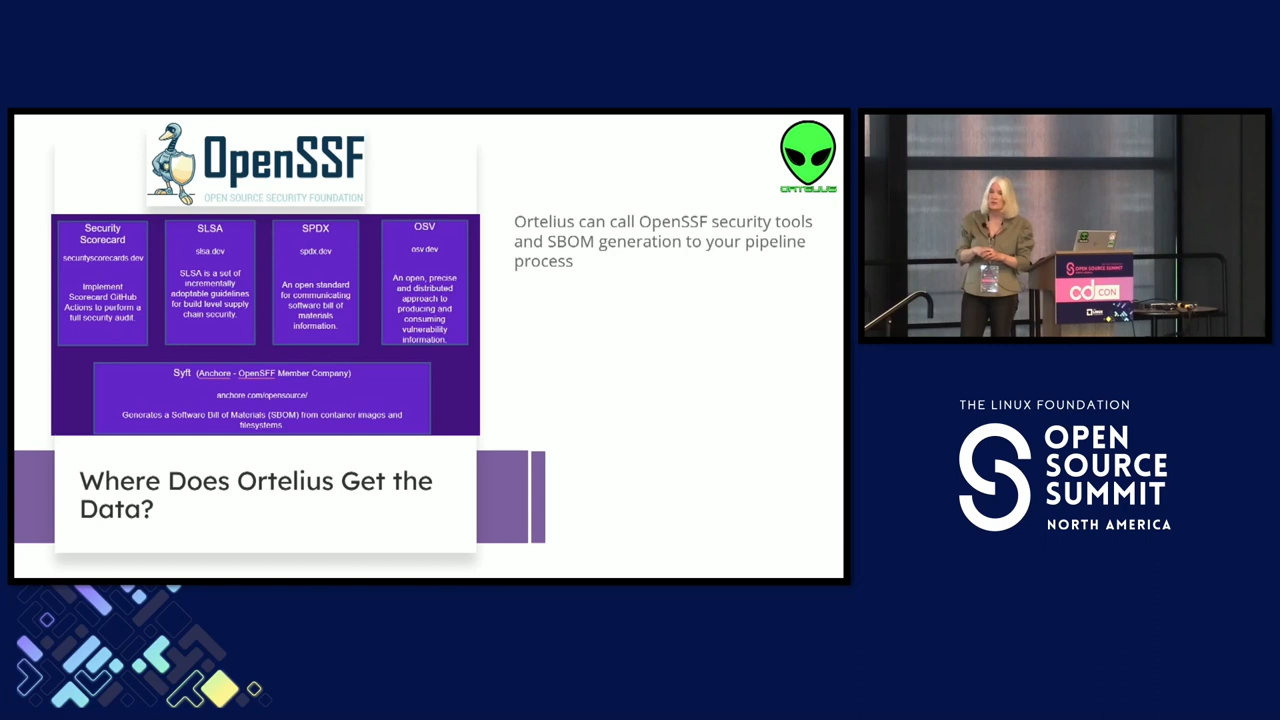 OpenSSF
OPEN SOURCE SECURITY FOUNDATION
ORTELIUS
Security
Scorecard
securityscorecards.dev
Implement
Scorecard GitHub
Actions to perform a
full security audit.
SLSA
slsa.dev
SLSA is a set of
incrementally
adoptable guidelines
for build level supply
chain security.
SPDX
spdx.dev
An open standard
for communicating
software bill of
materials
information.
OSV
osv.dev
An open, precise
and distributed
approach to
producing and
consuming
vulnerability
information.
Syft (Anchore - OpenSFF Member Company)
anchore.com/opensource/
Generates a Software Bill of Materials (SBOM) from container images and
filesystems
Where Does Ortelius Get the
Data?
Ortelius can call OpenSSF security tools
and SBOM generation to your pipeline
process
OPEN SOURCE SUMMIT
cd CON
THE LINUX FOUNDATION
OPEN
SOURCE
SUMMIT
NORTH AMERICA